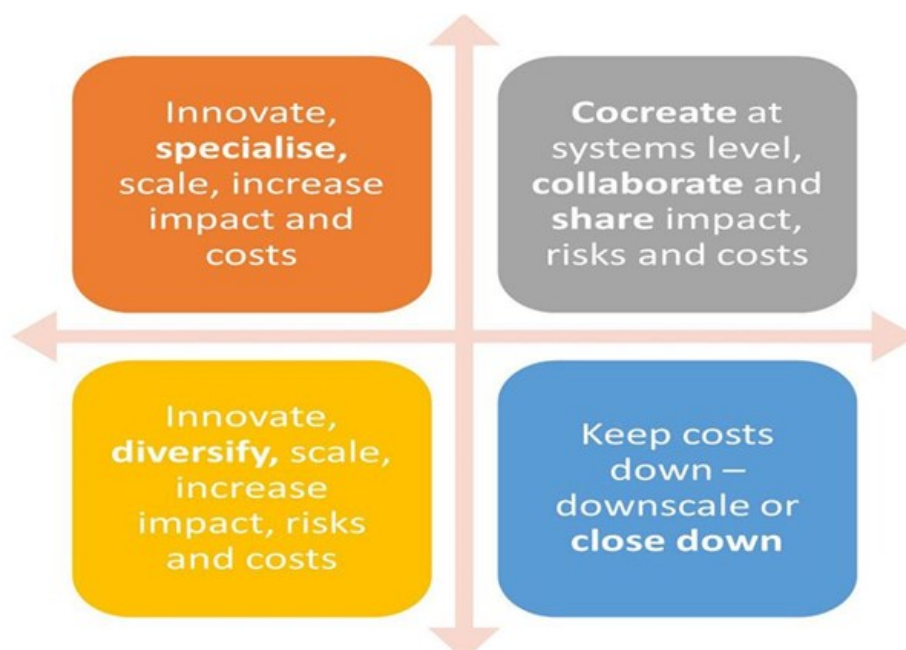 Innovate,
specialise,
scale, increase
impact and
costs
Cocreate at
systems level,
collaborate and
share impact,
risks and costs
Innovate,
diversify, scale,
increase
impact, risks
and costs
Keep costs
down –
downscale or
close down